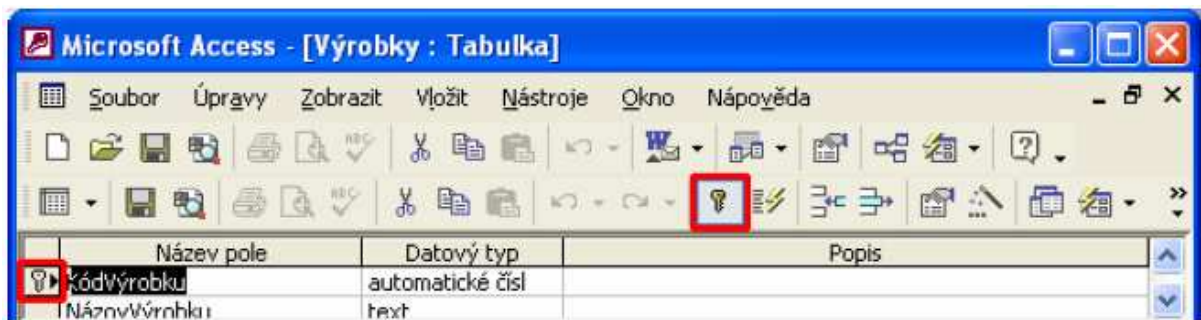 Microsoft Access - [Výrobky : Tabulka]
Soubor Úpravy Zobrazit Vložit Nástroje Okno Nápověda
Název pole Datový typ Popis
KódVýrobku automatické čísl
NázovVýrobku text